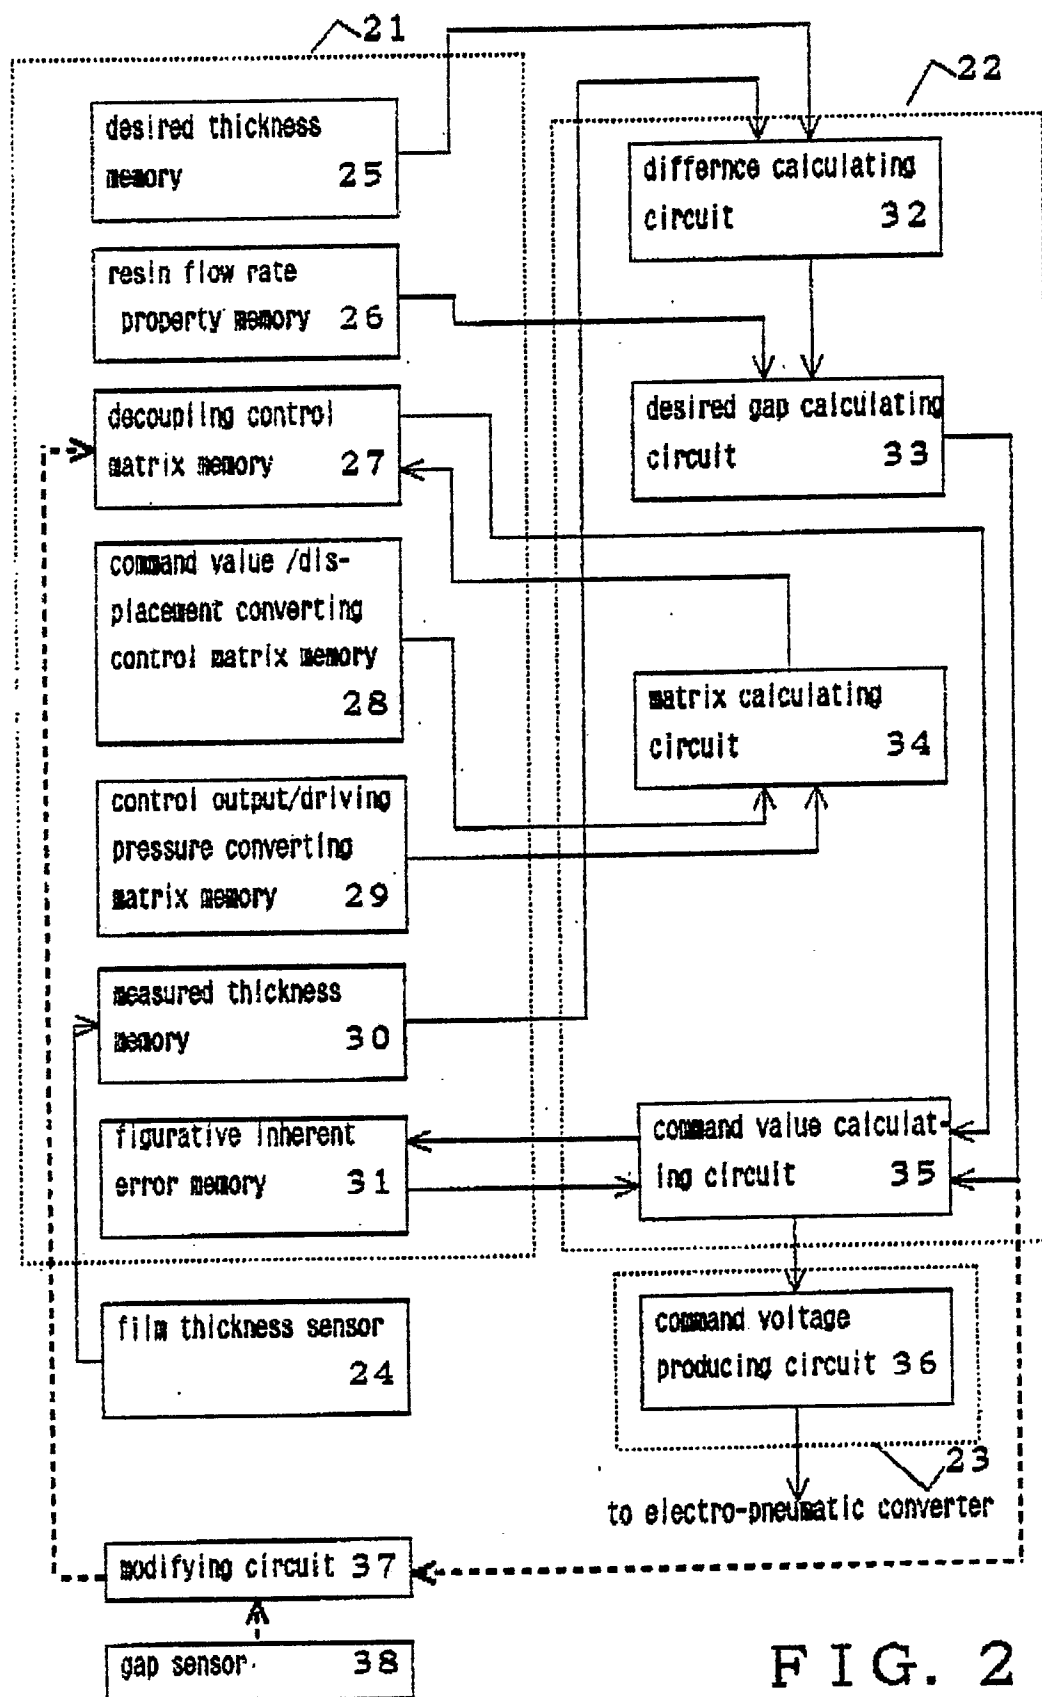 21
22
desired thickness
memory 25
differnce calculating
circuit 32
resin flow rate
property memory 26
decoupling control
matrix memory 27
desired gap calculating
circuit 33
command value /dis-
placement converting
control matrix memory
28
matrix calculating
circuit 34
control output/driving
pressure converting
matrix memory 29
measured thickness
memory 30
figurative inherent
error memory 31
command value calculat-
ing circuit 35
film thickness sensor
24
command voltage
producing circuit 36
23
to electro-pneumatic converter
modifying circuit 37
gap sensor 38
FIG. 2